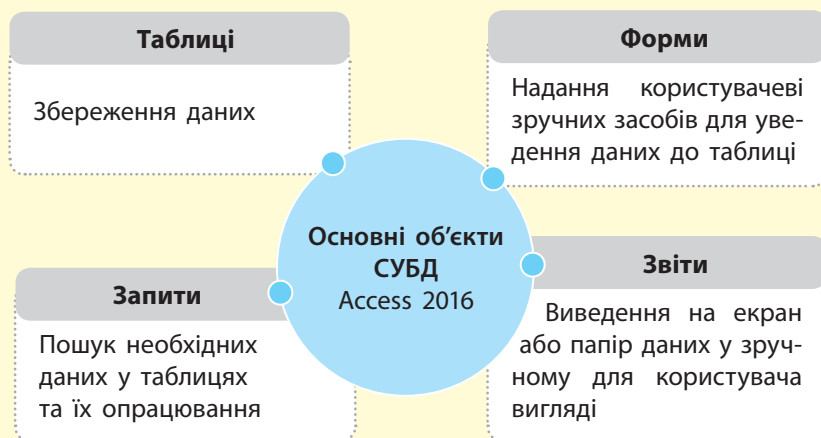 Таблиці
Збереження даних
Форми
Надання користувачеві
зручних засобів для уве-
дення даних до таблиці
Основні об’єкти
СУБД
Access 2016
Запити
Пошук необхідних
даних у таблицях
та їх опрацювання
Звіти
Виведення на екран
або папір даних у зруч-
ному для користувача
вигляді